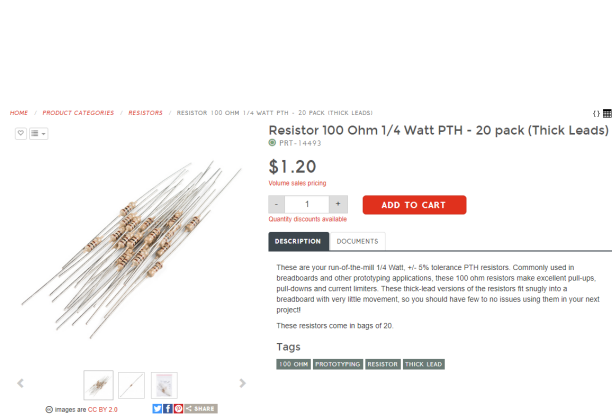 HOME / PRODUCT CATEGORIES / RESISTORS / RESISTOR 100 OHM 1/4 WATT PTH - 20 PACK (THICK LEADS)
{ }
Resistor 100 Ohm 1/4 Watt PTH - 20 pack (Thick Leads)
PRT-14493
$1.20
Volume sales pricing
- 1 +
ADD TO CART
Quantity discounts available
DESCRIPTION
DOCUMENTS
These are your run-of-the-mill 1/4 Watt, +/- 5% tolerance PTH resistors. Commonly used in
breadboards and other prototyping applications, these 100 ohm resistors make excellent pull-ups,
pull-downs and current limiters. These thick-lead versions of the resistors fit snugly into a
breadboard with very little movement, so you should have few to no issues using them in your next
project!
These resistors come in bags of 20.
Tags
100 OHM PROTOTYPING RESISTOR THICK LEAD
images are CC BY 2.0
SHARE